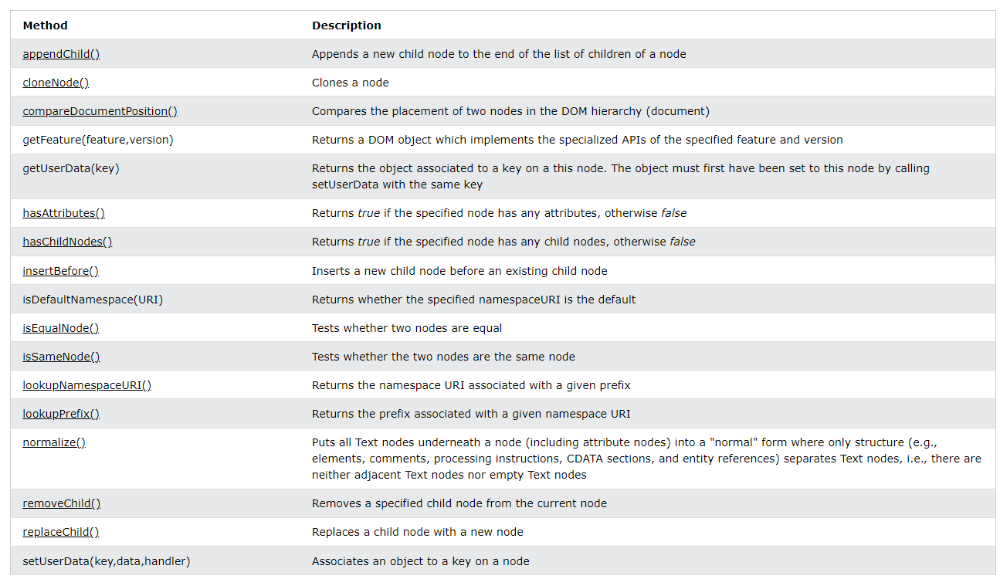 Method Description
appendChild() Appends a new child node to the end of the list of children of a node
cloneNode() Clones a node
compareDocumentPosition() Compares the placement of two nodes in the DOM hierarchy (document)
getFeature(feature,version) Returns a DOM object which implements the specialized APIs of the specified feature and version
getUserData(key) Returns the object associated to a key on a this node. The object must first have been set to this node by calling
setUserData with the same key
hasAttributes() Returns true if the specified node has any attributes, otherwise false
hasChildNodes() Returns true if the specified node has any child nodes, otherwise false
insertBefore() Inserts a new child node before an existing child node
isDefaultNamespace(URI) Returns whether the specified namespaceURI is the default
isEqualNode() Tests whether two nodes are equal
isSameNode() Tests whether the two nodes are the same node
lookupNamespaceURI() Returns the namespace URI associated with a given prefix
lookupPrefix() Returns the prefix associated with a given namespace URI
normalize() Puts all Text nodes underneath a node (including attribute nodes) into a "normal" form where only structure (e.g.,
elements, comments, processing instructions, CDATA sections, and entity references) separates Text nodes, i.e., there are
neither adjacent Text nodes nor empty Text nodes
removeChild() Removes a specified child node from the current node
replaceChild() Replaces a child node with a new node
setUserData(key,data,handler) Associates an object to a key on a node